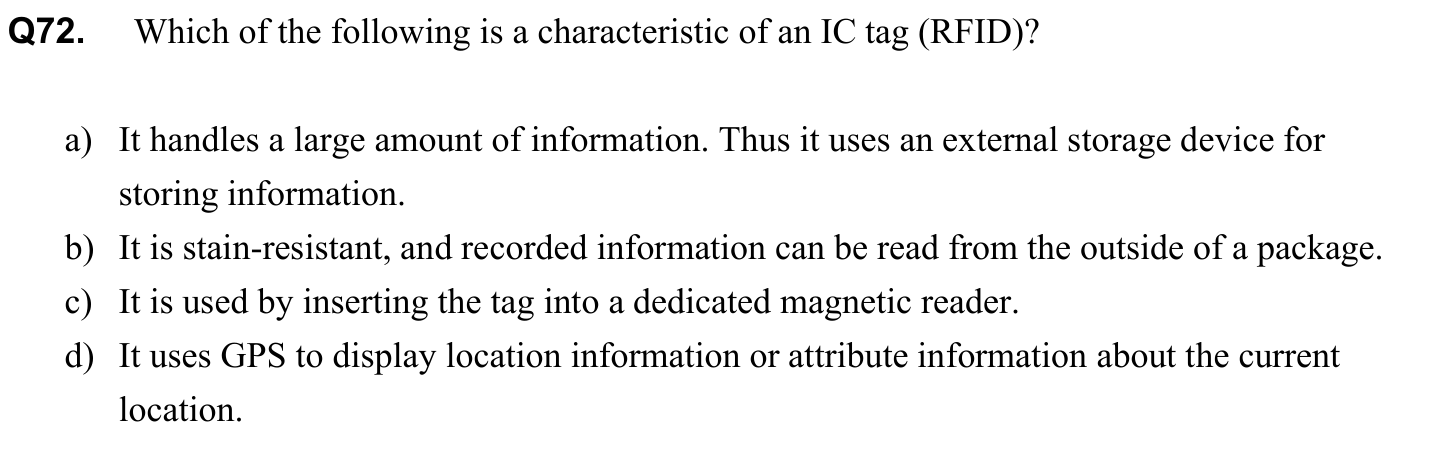 Q72. Which of the following is a characteristic of an IC tag (RFID)?
a) It handles a large amount of information. Thus it uses an external storage device for
storing information.
b) It is stain-resistant, and recorded information can be read from the outside of a package.
c) It is used by inserting the tag into a dedicated magnetic reader.
d) It uses GPS to display location information or attribute information about the current
location.